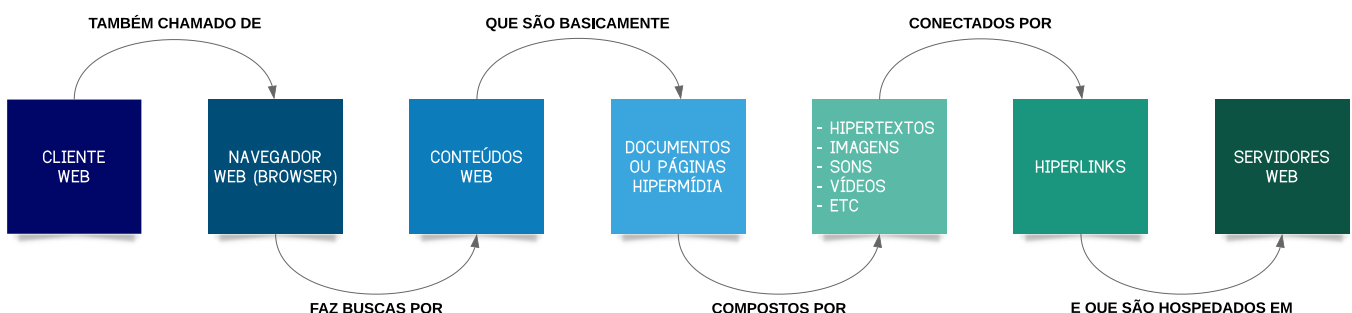 TAMBÉM CHAMADO DE
QUE SÃO BASICAMENTE
CONECTADOS POR
CLIENTE
WEB
NAVEGADOR
WEB (BROWSER)
CONTEÚDOS
WEB
DOCUMENTOS
OU PÁGINAS
HIPERMÍDIA
- HIPERTEXTOS
- IMAGENS
- SONS
- VÍDEOS
- ETC
HIPERLINKS
SERVIDORES
WEB
FAZ BUSCAS POR
COMPOSTOS POR
E QUE SÃO HOSPEDADOS EM